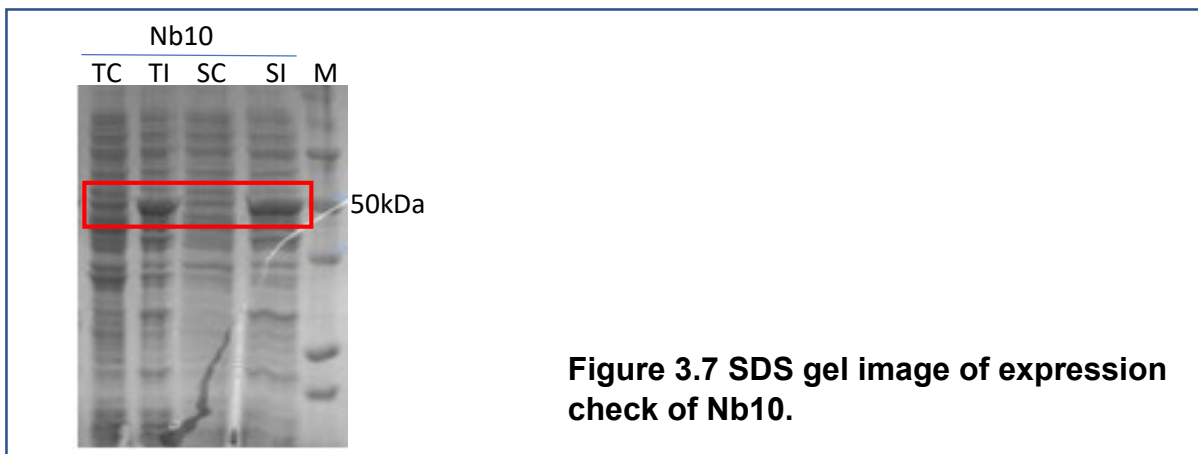 Nb10
TC TI SC SI M
50kDa
Figure 3.7 SDS gel image of expression
check of Nb10.